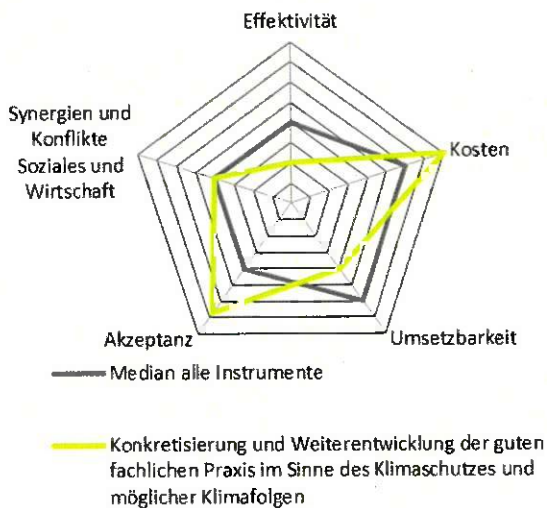 Effektivität
Synergien und
Konflikte
Soziales und
Wirtschaft
Kosten
Akzeptanz
Umsetzbarkeit
Median alle Instrumente
Konkretisierung und Weiterentwicklung der guten
fachlichen Praxis im Sinne des Klimaschutzes und
möglicher Klimafolgen